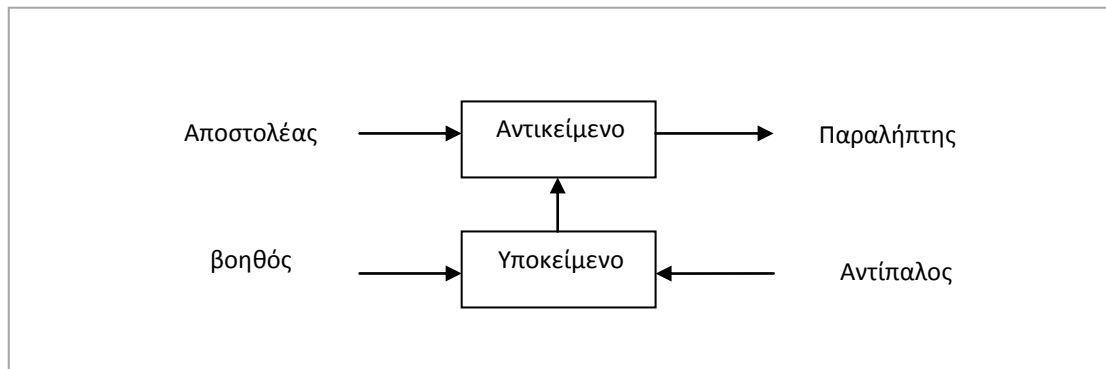 Αποστολέας
Αντικείμενο
Παραλήπτης
βοηθός
Υποκείμενο
Αντίπαλος